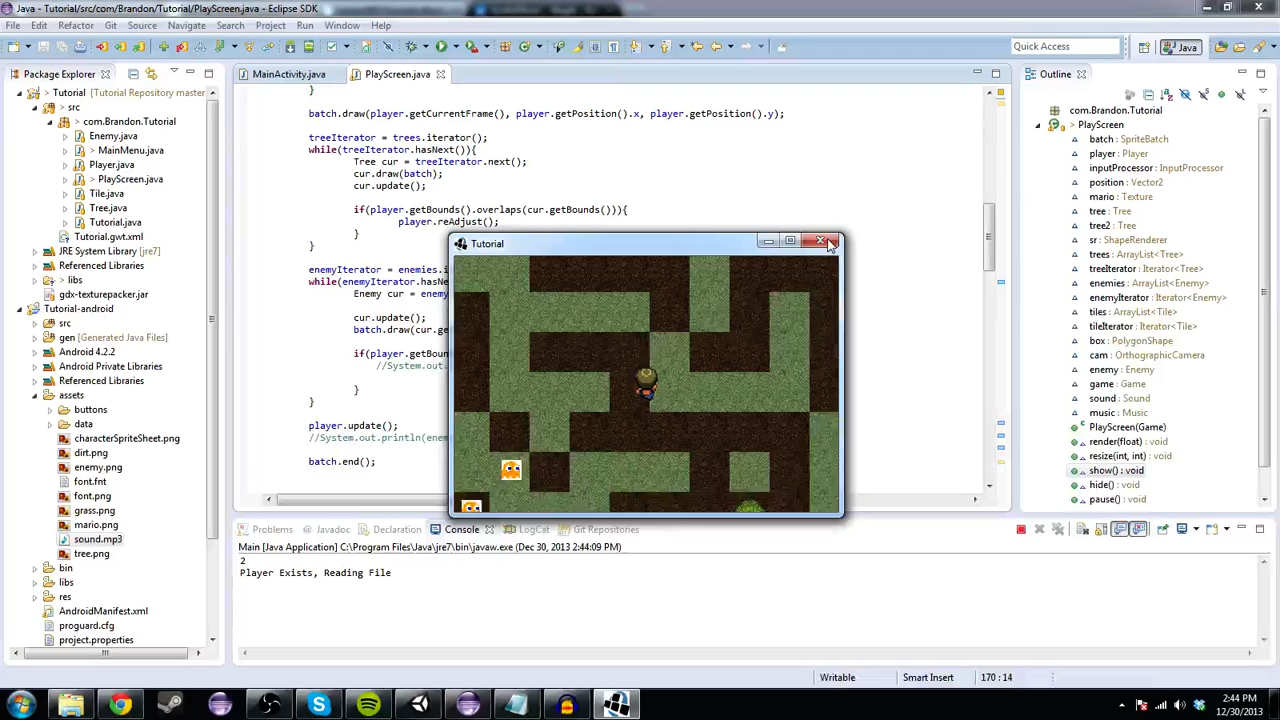 Java - Tutorial/src/com/Brandon/Tutorial/PlayScreen.java - Eclipse SDK
File Edit Refactor Source Navigate Search Project Run Window Help
Quick Access
Java
Package Explorer
Tutorial [Tutorial Repository master
src
com.Brandon.Tutorial
Enemy.java
MainMenu.java
Player.java
PlayScreen.java
Tile.java
Tree.java
Tutorial.java
Tutorial.gwt.xml
JRE System Library [jre7]
Referenced Libraries
libs
gdx-texturepacker.jar
Tutorial-android
src
gen [Generated Java Files]
Android 4.2.2
Android Private Libraries
Referenced Libraries
assets
buttons
data
characterSpriteSheet.png
dirt.png
enemy.png
font.fnt
font.png
grass.png
mario.png
sound.mp3
tree.png
bin
libs
res
AndroidManifest.xml
proguard.cfg
project.properties
MainActivity.java PlayScreen.java
}
batch.draw(player.getCurrentFrame(), player.getPosition().x, player.getPosition().y);
treeIterator = trees.iterator();
while(treeIterator.hasNext()){
Tree cur = treeIterator.next();
cur.draw(batch);
cur.update();
if(player.getBounds().overlaps(cur.getBounds())){
player.reAdjust();
}
}
enemyIterator = enemies.i
while(enemyIterator.hasNe
Enemy cur = enemy
cur.update();
batch.draw(cur.ge
if(player.getBoun
//System.out.
}
}
player.update();
//System.out.println(enem
batch.end();
Tutorial
Outline
com.Brandon.Tutorial
PlayScreen
batch : SpriteBatch
player : Player
inputProcessor : InputProcessor
position : Vector2
mario : Texture
tree : Tree
tree2 : Tree
sr : ShapeRenderer
trees : ArrayList<Tree>
treeIterator : Iterator<Tree>
enemies : ArrayList<Enemy>
enemyIterator : Iterator<Enemy>
tiles : ArrayList<Tile>
tileIterator : Iterator<Tile>
box : PolygonShape
cam : OrthographicCamera
enemy : Enemy
game : Game
sound : Sound
music : Music
PlayScreen(Game)
render(float) : void
resize(int, int) : void
show() : void
hide() : void
pause() : void
Problems Javadoc Declaration Console LogCat Git Repositories
Main [Java Application] C:\Program Files\Java\jre7\bin\javaw.exe (Dec 30, 2013 2:44:09 PM)
2
Player Exists, Reading File
Writable Smart Insert 170 : 14
2:44 PM
12/30/2013